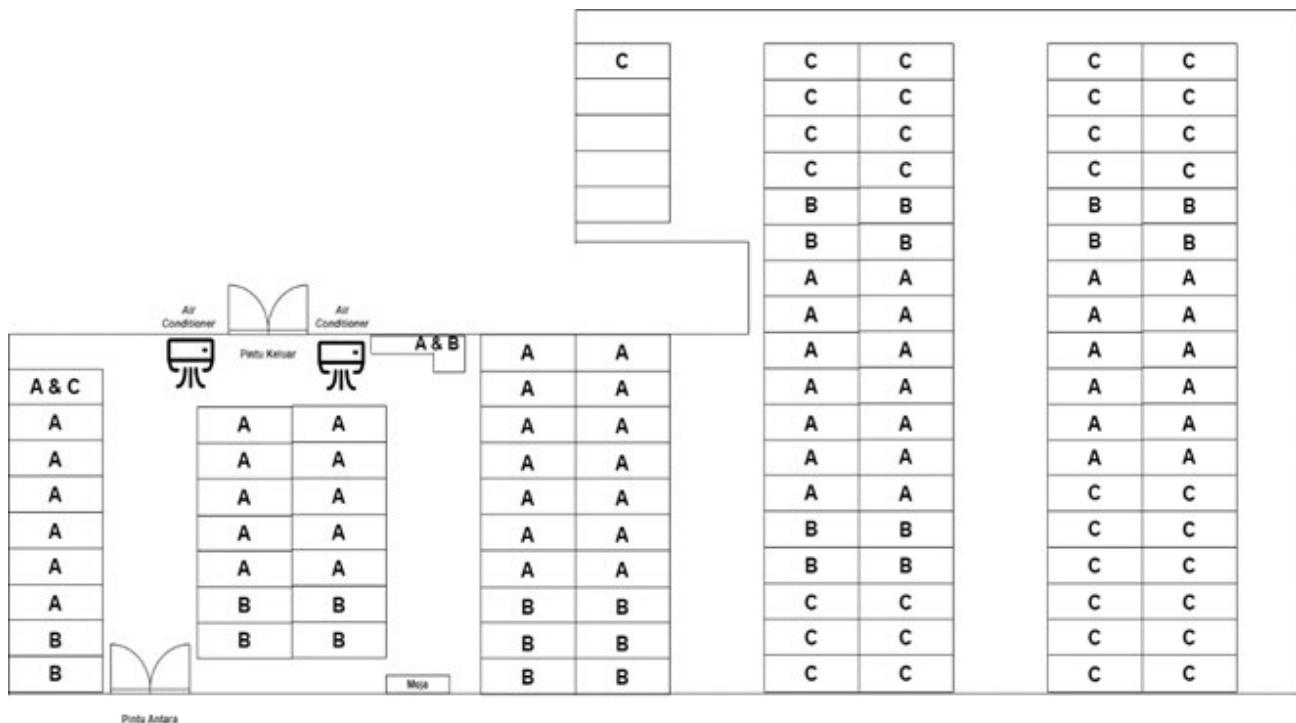 C C C C C
C C C C
C C C C
C C C C
B B B B
B B B B
A A A A
Air Air A A A A
Conditioner Conditioner
Pintu Keluar A & B A A A A A A
A & C A A A A A A
A A A A A A A A A
A A A A A A A A A
A A A A A A A C C
A A A A A B B C C
A A A A A B B C C
A B B B B C C C C
B B B B B C C C C
B Meja B B C C C C
Pintu Antara